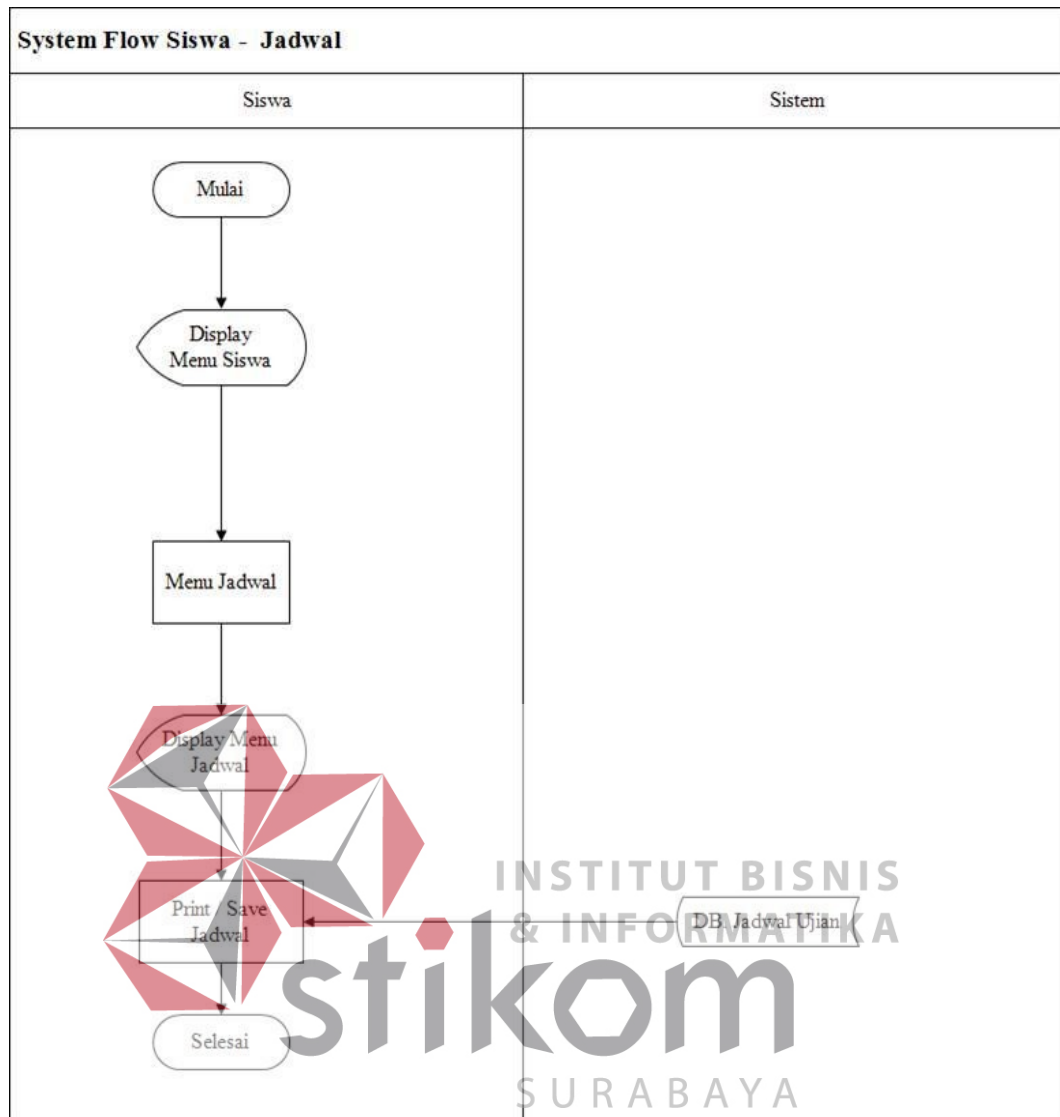 System Flow Siswa - Jadwal
Siswa
Sistem
Mulai
Display
Menu Siswa
Menu Jadwal
Display Menu
Jadwal
Print / Save
Jadwal
DB Jadwal Ujian
Selesai
INSTITUT BISNIS
& INFORMATIKA
stikom
SURABAYA